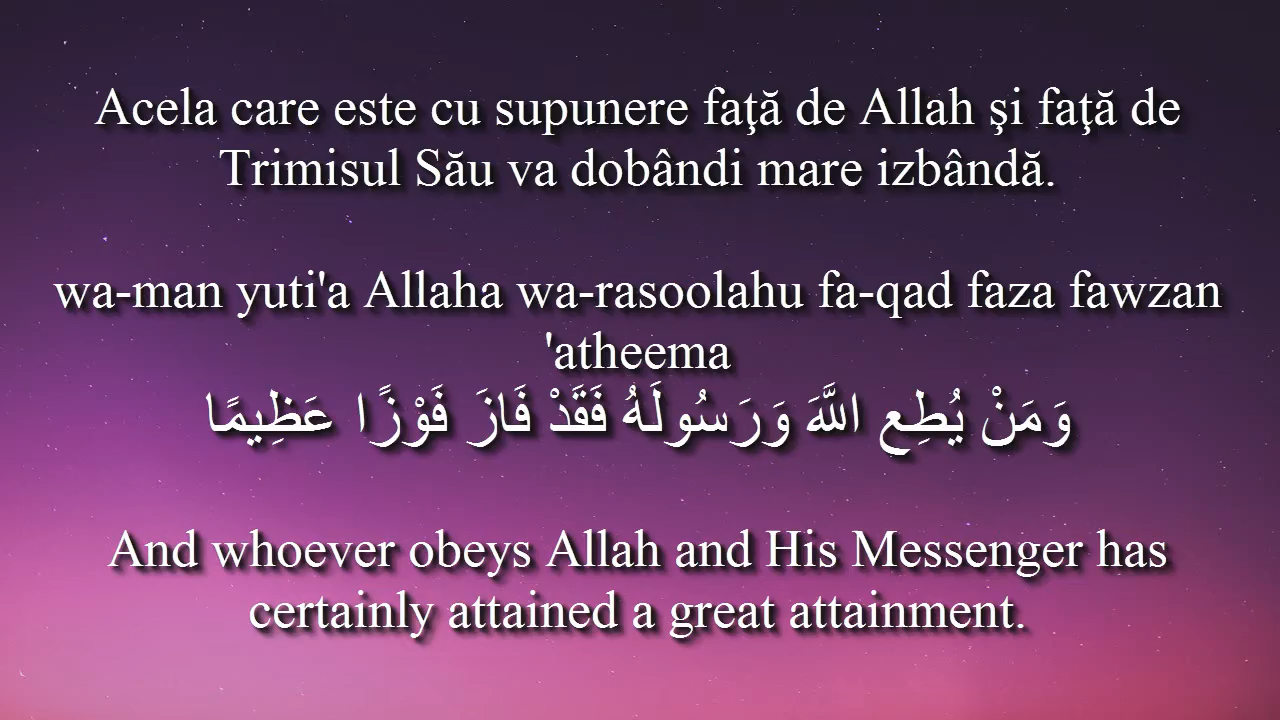 Acela care este cu supunere faţă de Allah şi faţă de
Trimisul Său va dobândi mare izbândă.
wa-man yuti'a Allaha wa-rasoolahu fa-qad faza fawzan
'atheema
وَمَنْ يُطِعِ اللَّهَ وَرَسُولَهُ فَقَدْ فَازَ فَوْزًا عَظِيمًا
And whoever obeys Allah and His Messenger has
certainly attained a great attainment.